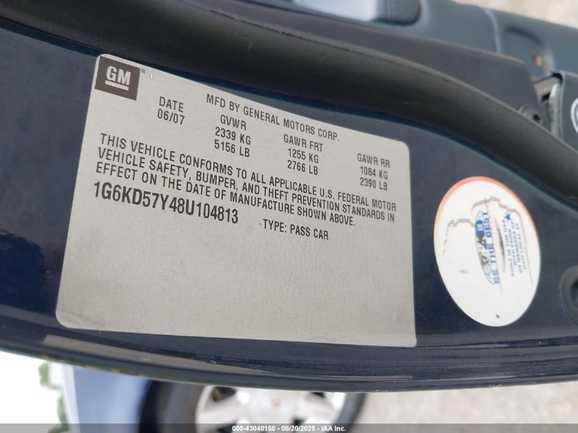 GM
MFD BY GENERAL MOTORS CORP.
DATE GVWR GAWR FRT GAWR RR
06/07 2339 KG 1255 KG 1084 KG
5156 LB 2766 LB 2390 LB
THIS VEHICLE CONFORMS TO ALL APPLICABLE U.S. FEDERAL MOTOR
VEHICLE SAFETY, BUMPER, AND THEFT PREVENTION STANDARDS IN
EFFECT ON THE DATE OF MANUFACTURE SHOWN ABOVE.
1G6KD57Y48U104813
TYPE: PASS CAR
BE THE BEST
000-43040150 - 08/20/2025 - IAA Inc.